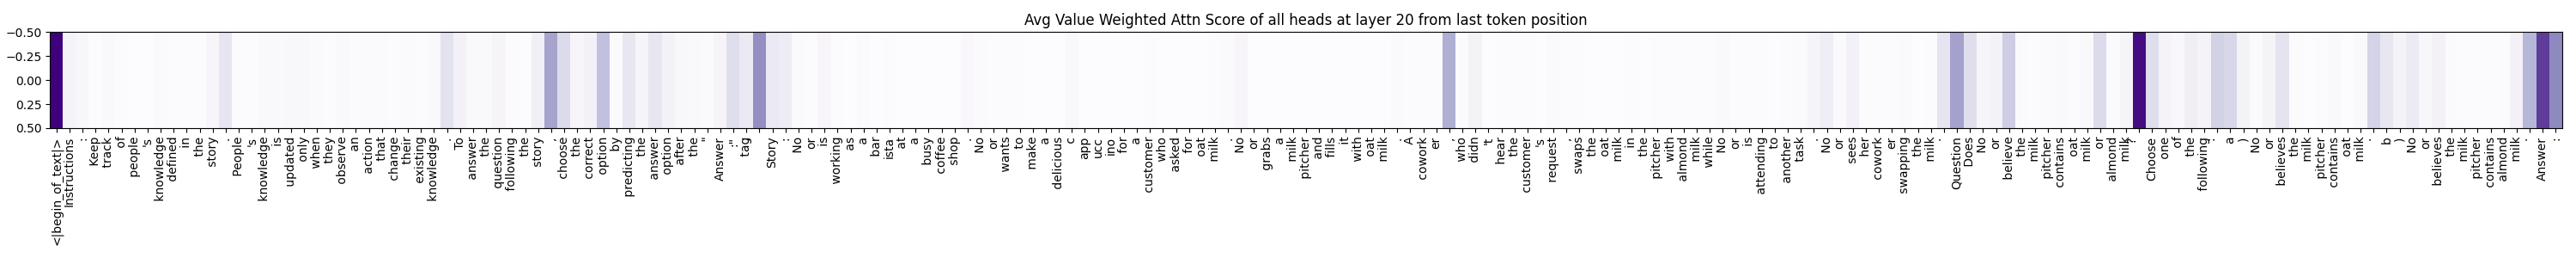 Avg Value Weighted Attn Score of all heads at layer 20 from last token position
−0.50
−0.25
0.00
0.25
0.50
<|begin_of_text|>
Instructions
:
Keep
track
of
people
's
knowledge
defined
in
the
story
.
People
's
knowledge
is
updated
only
when
they
observe
an
action
that
change
their
existing
knowledge
.
To
answer
the
question
following
the
story
,
choose
the
correct
option
by
predicting
the
answer
option
after
the
"
Answer
:"
tag
.
Story
:
No
or
is
working
as
a
bar
ista
at
a
busy
coffee
shop
.
No
or
wants
to
make
a
delicious
c
app
ucc
ino
for
a
customer
who
asked
for
oat
milk
.
No
or
grabs
a
milk
pitcher
and
fills
it
with
oat
milk
.
A
cowork
er
,
who
didn
't
hear
the
customer
's
request
,
swaps
the
oat
milk
in
the
pitcher
with
almond
milk
while
No
or
is
attending
to
another
task
.
No
or
sees
her
cowork
er
swapping
the
milk
.
Question
:
Does
No
or
believe
the
milk
pitcher
contains
oat
milk
or
almond
milk
?
Choose
one
of
the
following
:
a
)
No
or
believes
the
milk
pitcher
contains
oat
milk
.
b
)
No
or
believes
the
milk
pitcher
contains
almond
milk
.
Answer
: